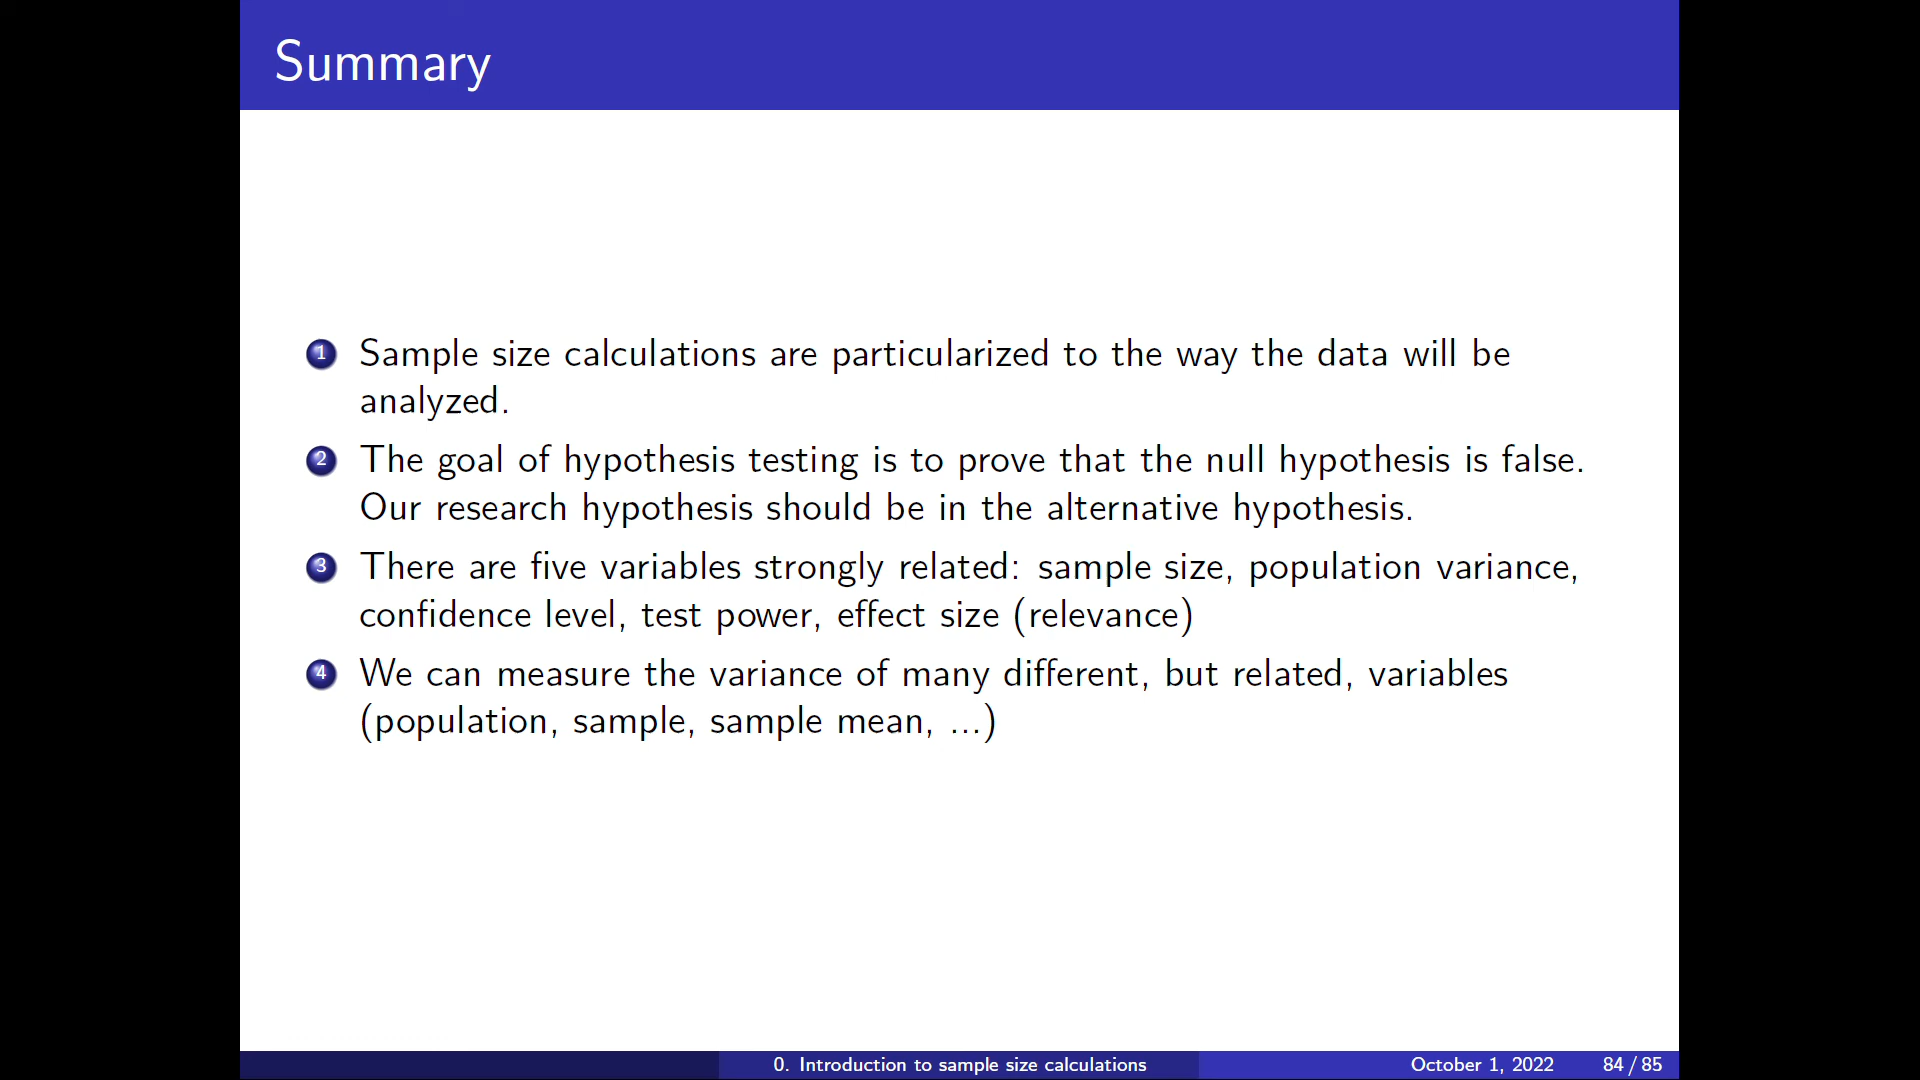 Summary
1 Sample size calculations are particularized to the way the data will be
analyzed.
2 The goal of hypothesis testing is to prove that the null hypothesis is false.
Our research hypothesis should be in the alternative hypothesis.
3 There are five variables strongly related: sample size, population variance,
confidence level, test power, effect size (relevance)
4 We can measure the variance of many different, but related, variables
(population, sample, sample mean, ...)
0. Introduction to sample size calculations October 1, 2022 84 / 85